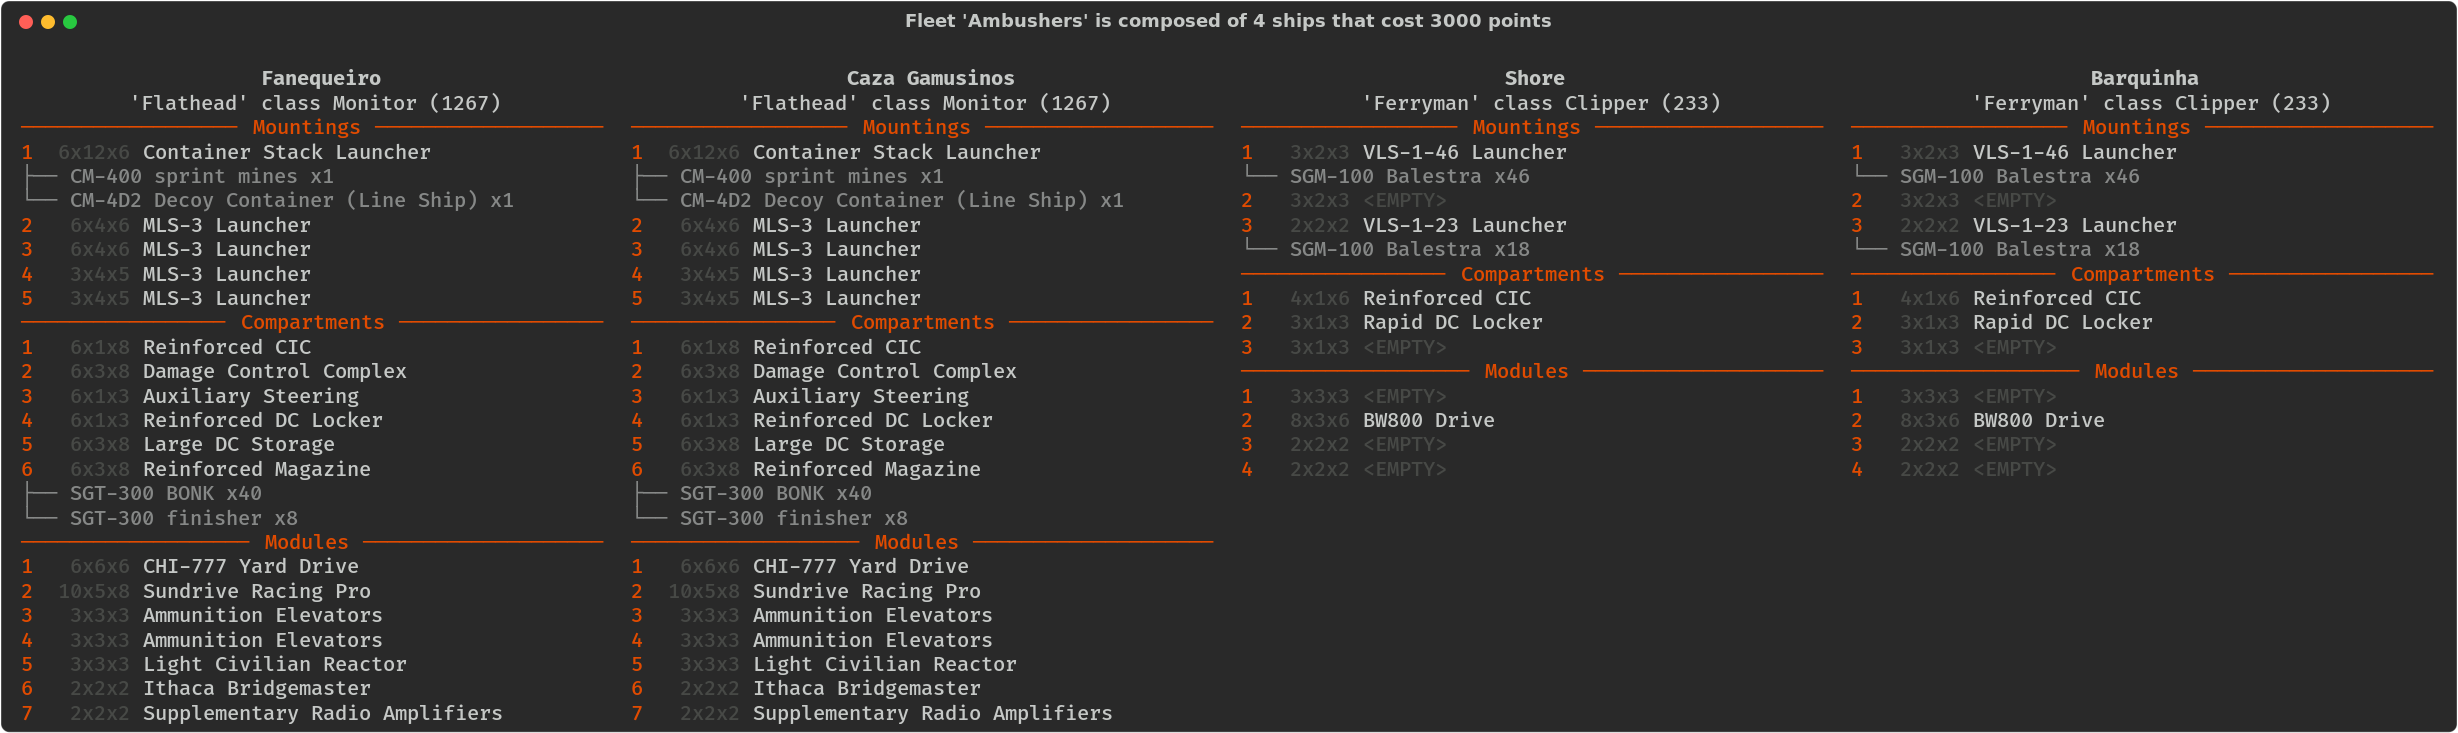 Fleet 'Ambushers' is composed of 4 ships that cost 3000 points
Fanequeiro
'Flathead' class Monitor (1267)
Mountings
1 6x12x6 Container Stack Launcher
CM-400 sprint mines x1
CM-4D2 Decoy Container (Line Ship) x1
2 6x4x6 MLS-3 Launcher
3 6x4x6 MLS-3 Launcher
4 3x4x5 MLS-3 Launcher
5 3x4x5 MLS-3 Launcher
Compartments
1 6x1x8 Reinforced CIC
2 6x3x8 Damage Control Complex
3 6x1x3 Auxiliary Steering
4 6x1x3 Reinforced DC Locker
5 6x3x8 Large DC Storage
6 6x3x8 Reinforced Magazine
SGT-300 BONK x40
SGT-300 finisher x8
Modules
1 6x6x6 CHI-777 Yard Drive
2 10x5x8 Sundrive Racing Pro
3 3x3x3 Ammunition Elevators
4 3x3x3 Ammunition Elevators
5 3x3x3 Light Civilian Reactor
6 2x2x2 Ithaca Bridgemaster
7 2x2x2 Supplementary Radio Amplifiers
Caza Gamusinos
'Flathead' class Monitor (1267)
Mountings
1 6x12x6 Container Stack Launcher
CM-400 sprint mines x1
CM-4D2 Decoy Container (Line Ship) x1
2 6x4x6 MLS-3 Launcher
3 6x4x6 MLS-3 Launcher
4 3x4x5 MLS-3 Launcher
5 3x4x5 MLS-3 Launcher
Compartments
1 6x1x8 Reinforced CIC
2 6x3x8 Damage Control Complex
3 6x1x3 Auxiliary Steering
4 6x1x3 Reinforced DC Locker
5 6x3x8 Large DC Storage
6 6x3x8 Reinforced Magazine
SGT-300 BONK x40
SGT-300 finisher x8
Modules
1 6x6x6 CHI-777 Yard Drive
2 10x5x8 Sundrive Racing Pro
3 3x3x3 Ammunition Elevators
4 3x3x3 Ammunition Elevators
5 3x3x3 Light Civilian Reactor
6 2x2x2 Ithaca Bridgemaster
7 2x2x2 Supplementary Radio Amplifiers
Shore
'Ferryman' class Clipper (233)
Mountings
1 3x2x3 VLS-1-46 Launcher
SGM-100 Balestra x46
2 3x2x3 <EMPTY>
3 2x2x2 VLS-1-23 Launcher
SGM-100 Balestra x18
Compartments
1 4x1x6 Reinforced CIC
2 3x1x3 Rapid DC Locker
3 3x1x3 <EMPTY>
Modules
1 3x3x3 <EMPTY>
2 8x3x6 BW800 Drive
3 2x2x2 <EMPTY>
4 2x2x2 <EMPTY>
Barquinha
'Ferryman' class Clipper (233)
Mountings
1 3x2x3 VLS-1-46 Launcher
SGM-100 Balestra x46
2 3x2x3 <EMPTY>
3 2x2x2 VLS-1-23 Launcher
SGM-100 Balestra x18
Compartments
1 4x1x6 Reinforced CIC
2 3x1x3 Rapid DC Locker
3 3x1x3 <EMPTY>
Modules
1 3x3x3 <EMPTY>
2 8x3x6 BW800 Drive
3 2x2x2 <EMPTY>
4 2x2x2 <EMPTY>